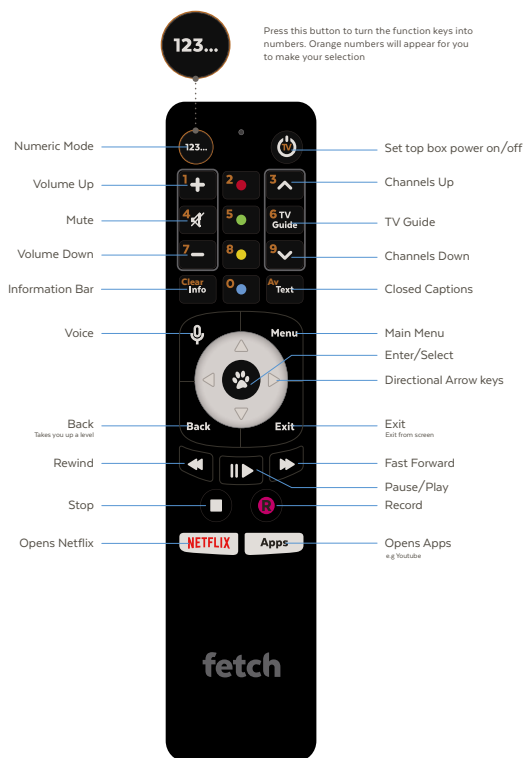 123...
Press this button to turn the function keys into
numbers. Orange numbers will appear for you
to make your selection
Numeric Mode
123...
TV
Set top box power on/off
Volume Up
1
2
3
Channels Up
Mute
4
5
6 TV
Guide
TV Guide
Volume Down
7
8
9
Channels Down
Information Bar
Clear
Info
0
Av
Text
Closed Captions
Voice
Menu
Main Menu
Enter/Select
Directional Arrow keys
Back
Takes you up a level
Back
Exit
Exit
Exit from screen
Rewind
Fast Forward
Pause/Play
Stop
R
Record
Opens Netflix
NETFLIX
Apps
Opens Apps
e.g Youtube
fetch